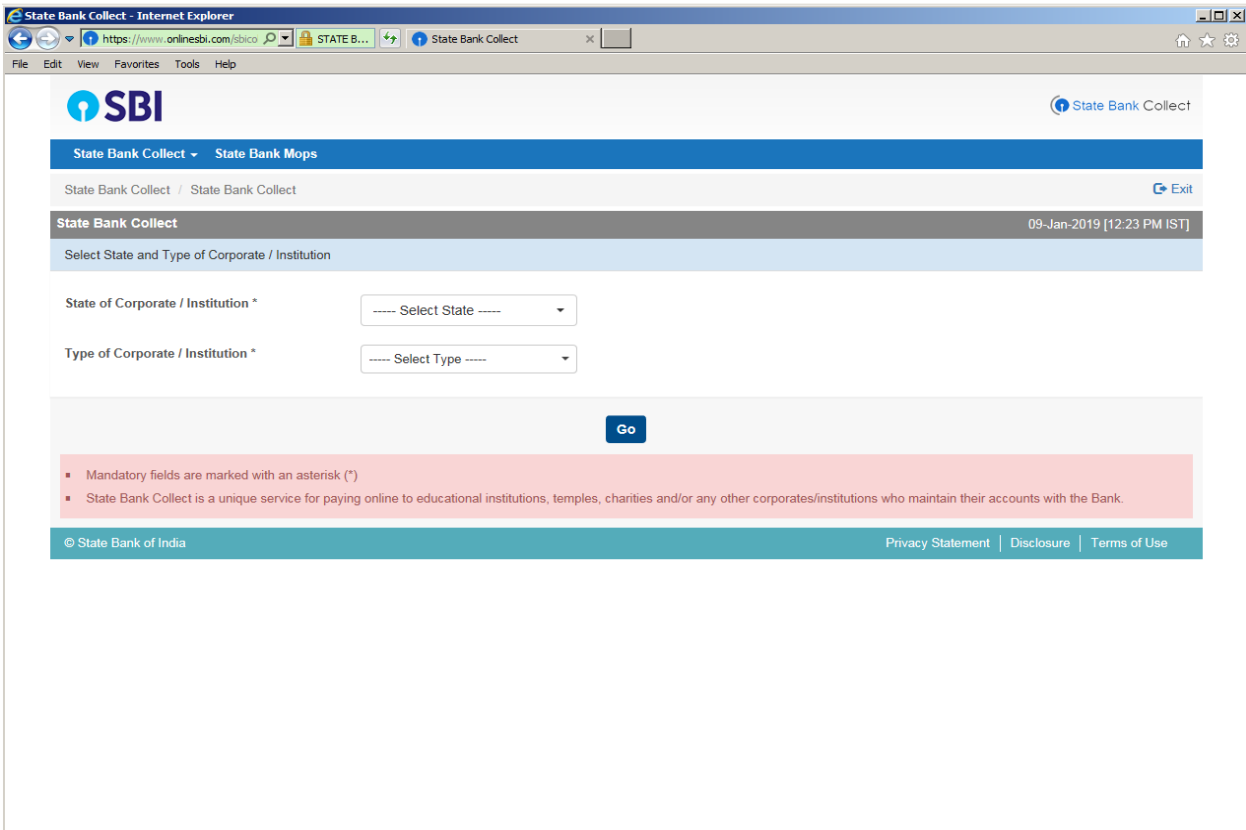 State Bank Collect - Internet Explorer
https://www.onlinesbi.com/sbico STATE B... State Bank Collect
File Edit View Favorites Tools Help
SBI State Bank Collect
State Bank Collect State Bank Mops
State Bank Collect / State Bank Collect Exit
State Bank Collect 09-Jan-2019 [12:23 PM IST]
Select State and Type of Corporate / Institution
State of Corporate / Institution * ----- Select State -----
Type of Corporate / Institution * ----- Select Type -----
Go
Mandatory fields are marked with an asterisk (*)
State Bank Collect is a unique service for paying online to educational institutions, temples, charities and/or any other corporates/institutions who maintain their accounts with the Bank.
© State Bank of India Privacy Statement | Disclosure | Terms of Use